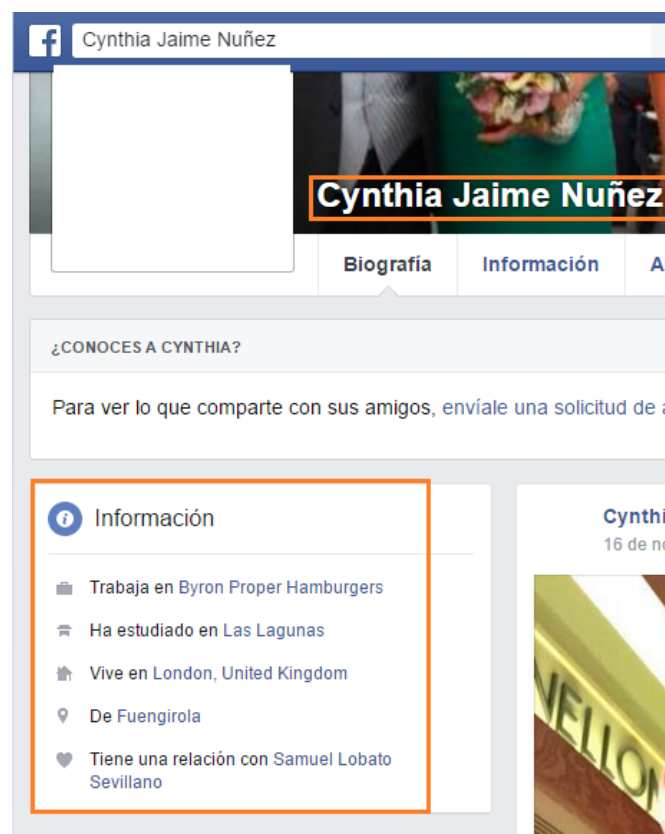 f
Cynthia Jaime Nuñez
Cynthia Jaime Nuñez
Biografía Información A
¿CONOCES A CYNTHIA?
Para ver lo que comparte con sus amigos, envíale una solicitud de a
Información
Trabaja en Byron Proper Hamburgers
Ha estudiado en Las Lagunas
Vive en London, United Kingdom
De Fuengirola
Tiene una relación con Samuel Lobato
Sevillano
Cynthi
16 de no
VELLON